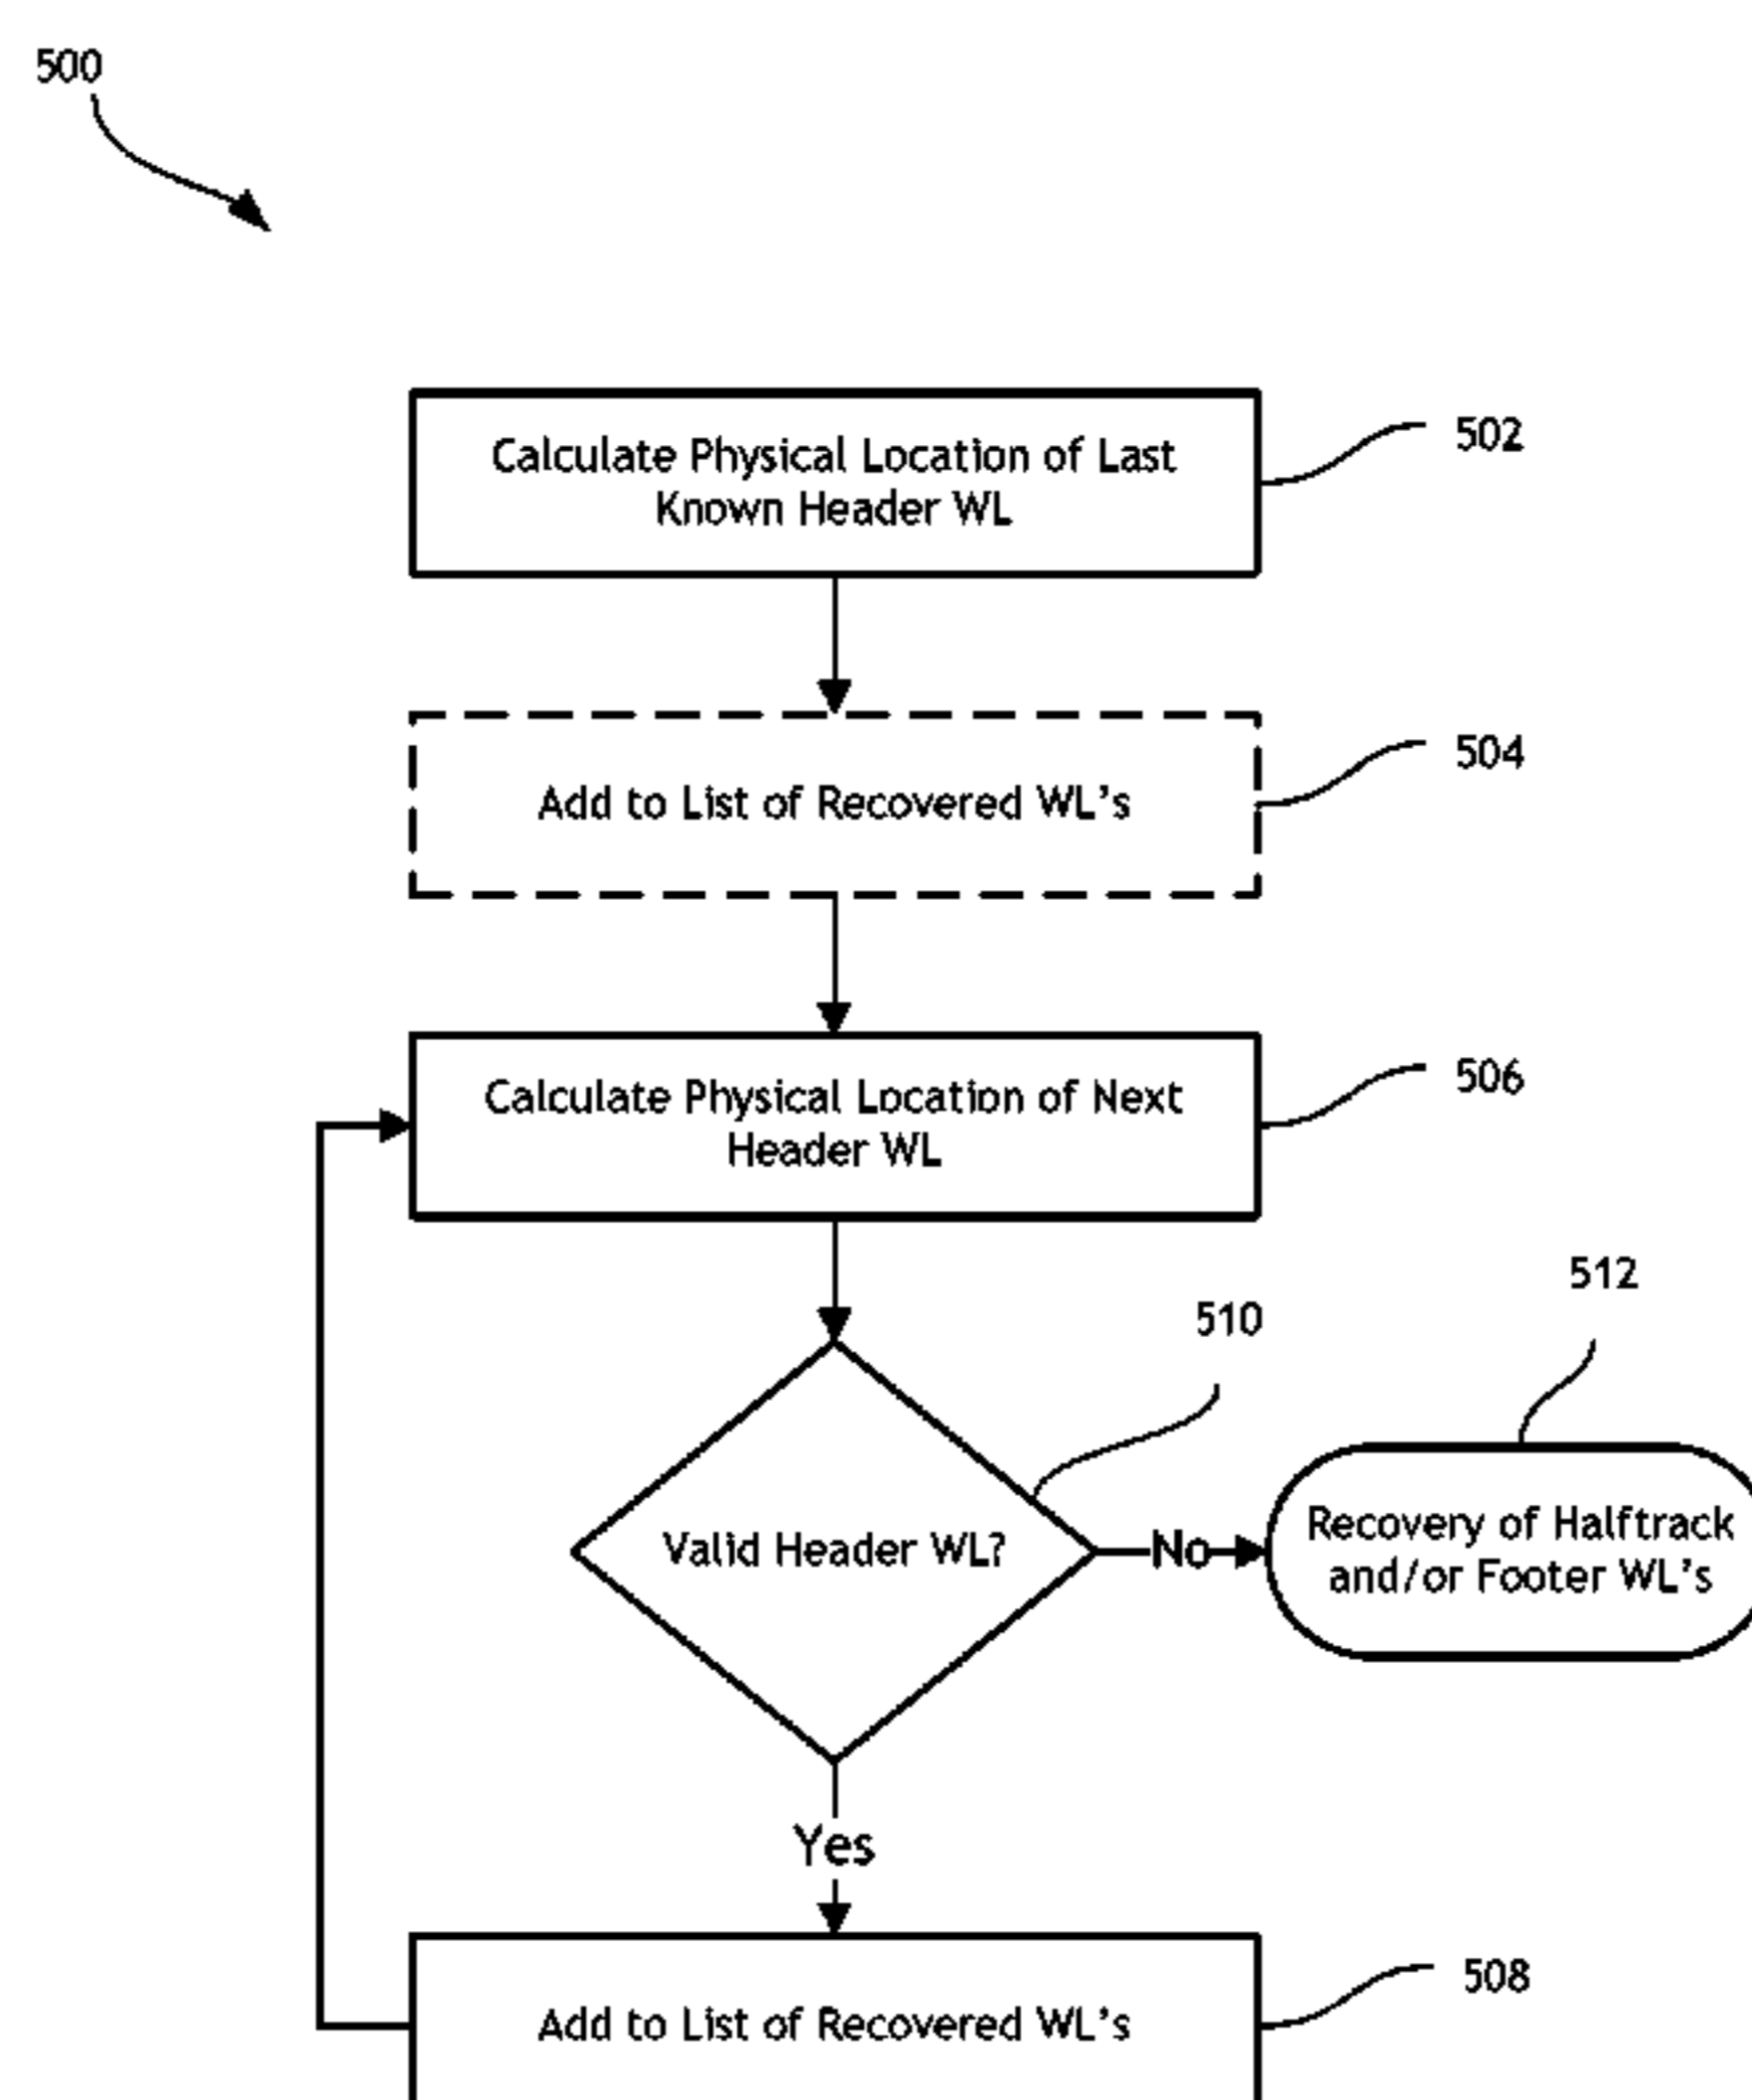 500
Calculate Physical Location of Last
Known Header WL
502
Add to List of Recovered WL's
504
Calculate Physical Location of Next
Header WL
506
512
510
Valid Header WL?
No
Recovery of Halftrack
and/or Footer WL's
Yes
Add to List of Recovered WL's
508